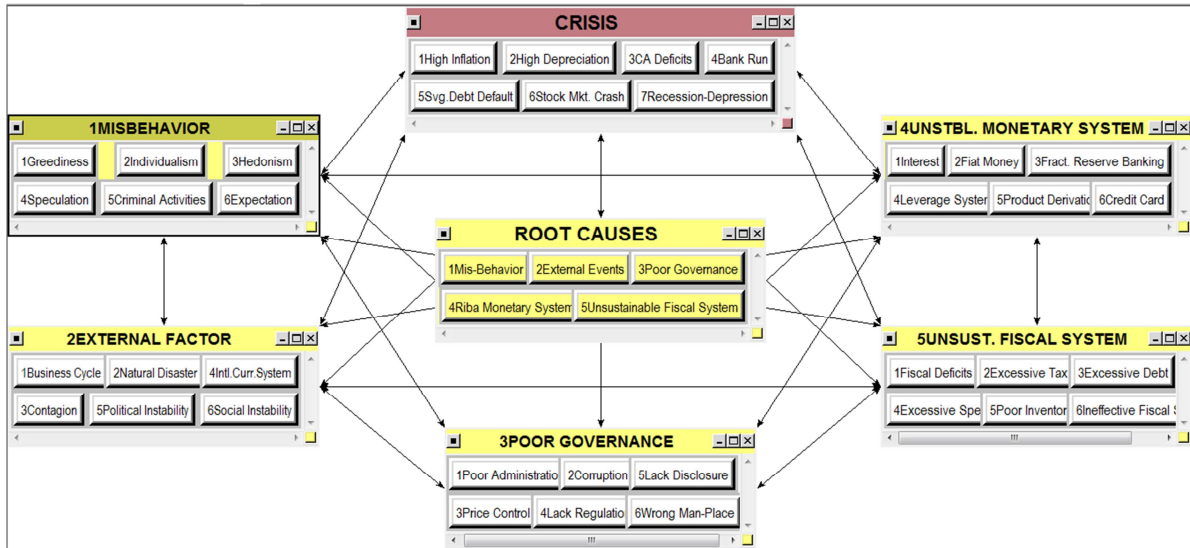 CRISIS
1High Inflation 2High Depreciation 3CA Deficits 4Bank Run
5Svg.Debt Default 6Stock Mkt. Crash 7Recession-Depression
1MISBEHAVIOR
1Greediness 2Individualism 3Hedonism
4Speculation 5Criminal Activities 6Expectation
4UNSTBL. MONETARY SYSTEM
1Interest 2Fiat Money 3Fract. Reserve Banking
4Leverage System 5Product Derivatic 6Credit Card
ROOT CAUSES
1Mis-Behavior 2External Events 3Poor Governance
4Riba Monetary System 5Unsustainable Fiscal System
2EXTERNAL FACTOR
1Business Cycle 2Natural Disaster 4Intl.Curr.System
3Contagion 5Political Instability 6Social Instability
5UNSUST. FISCAL SYSTEM
1Fiscal Deficits 2Excessive Tax 3Excessive Debt
4Excessive Spe 5Poor Inventor 6Ineffective Fiscal S
3POOR GOVERNANCE
1Poor Administratio 2Corruption 5Lack Disclosure
3Price Control 4Lack Regulatio 6Wrong Man-Place